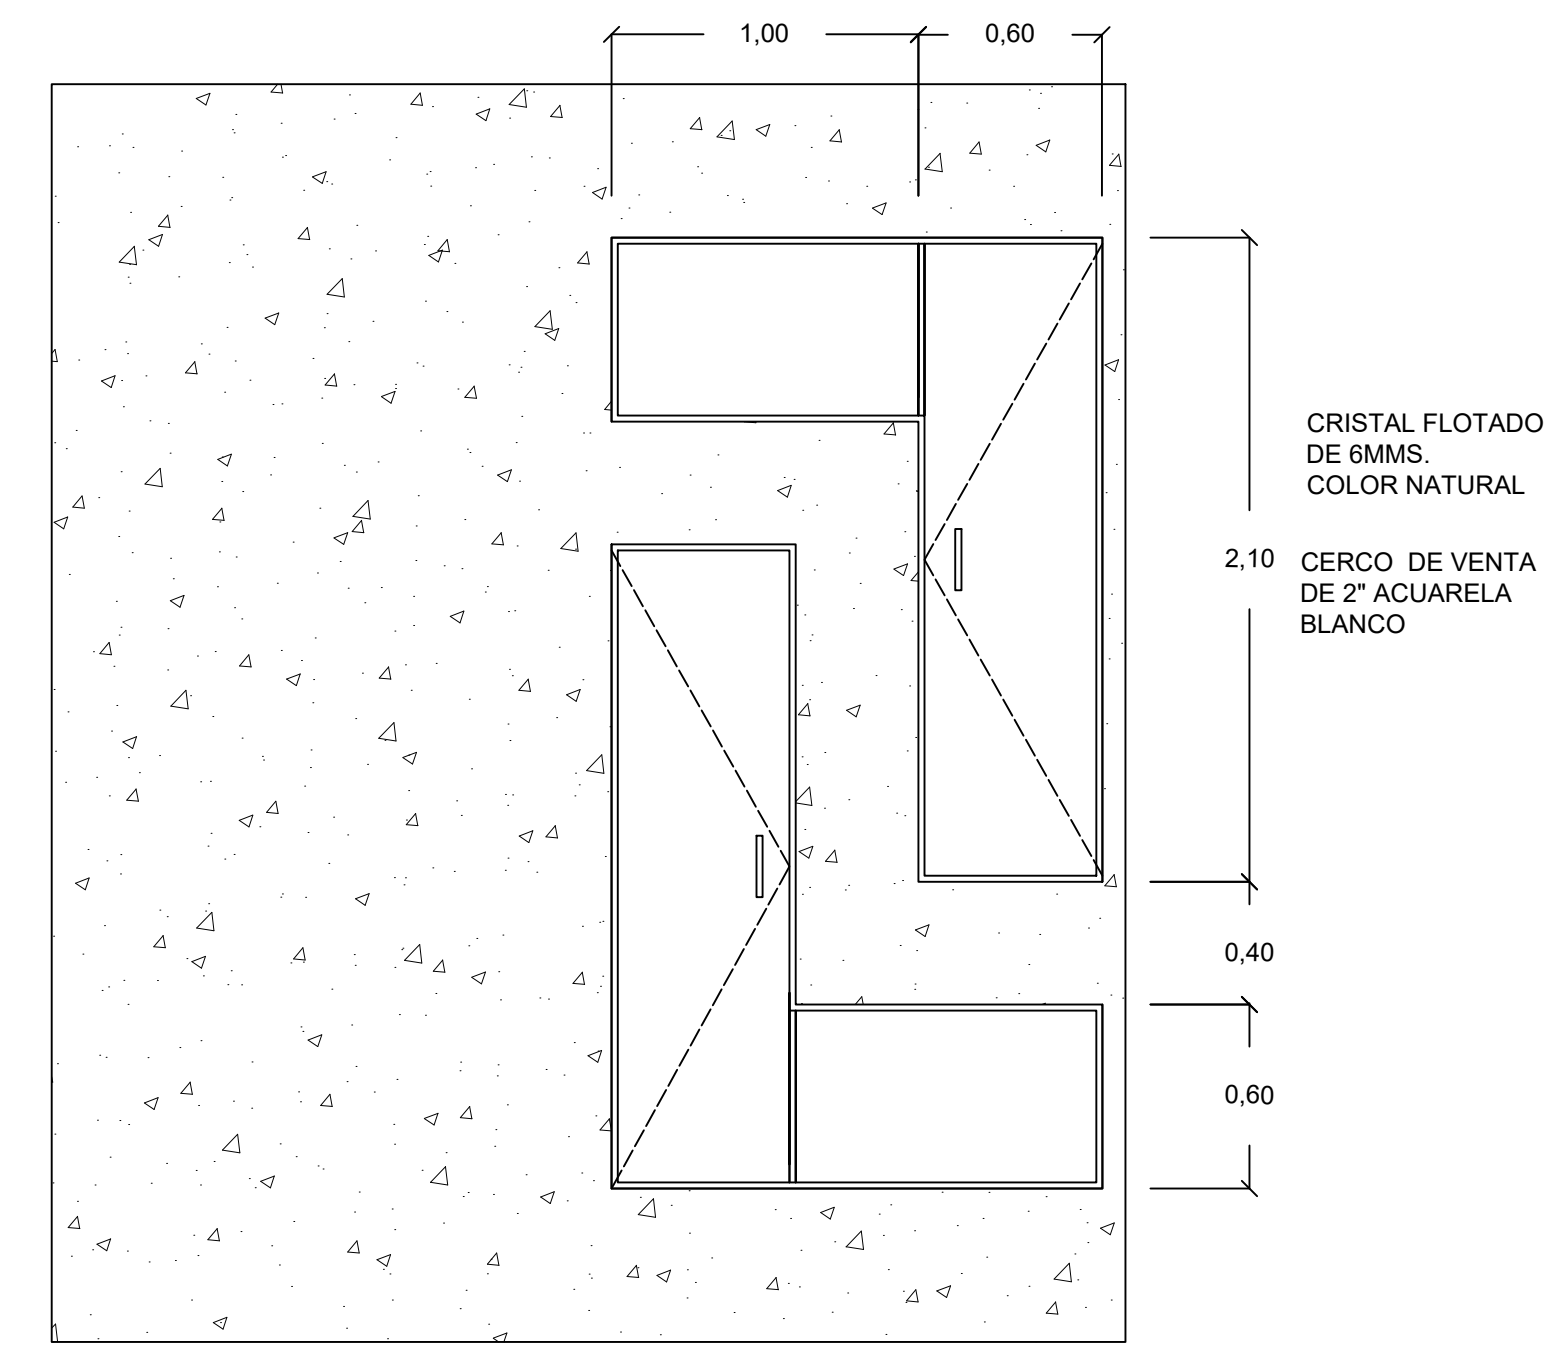 1,00
0,60
CRISTAL FLOTADO
DE 6MMS.
COLOR NATURAL
2,10
CERCO  DE VENTA
DE 2" ACUARELA
BLANCO
0,40
0,60